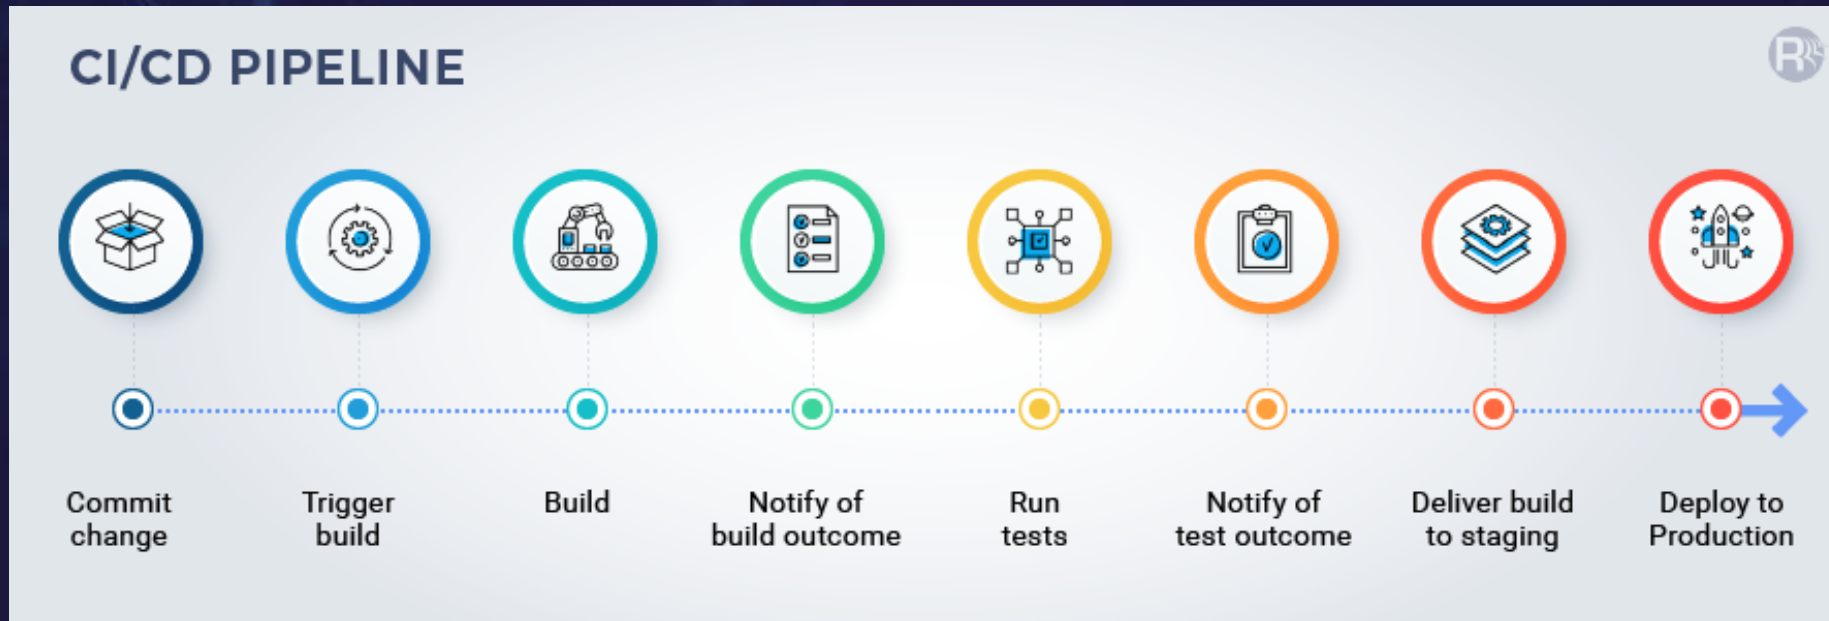 CI/CD PIPELINE
R
Commit
change
Trigger
build
Build
Notify of
build outcome
Run
tests
Notify of
test outcome
Deliver build
to staging
Deploy to
Production